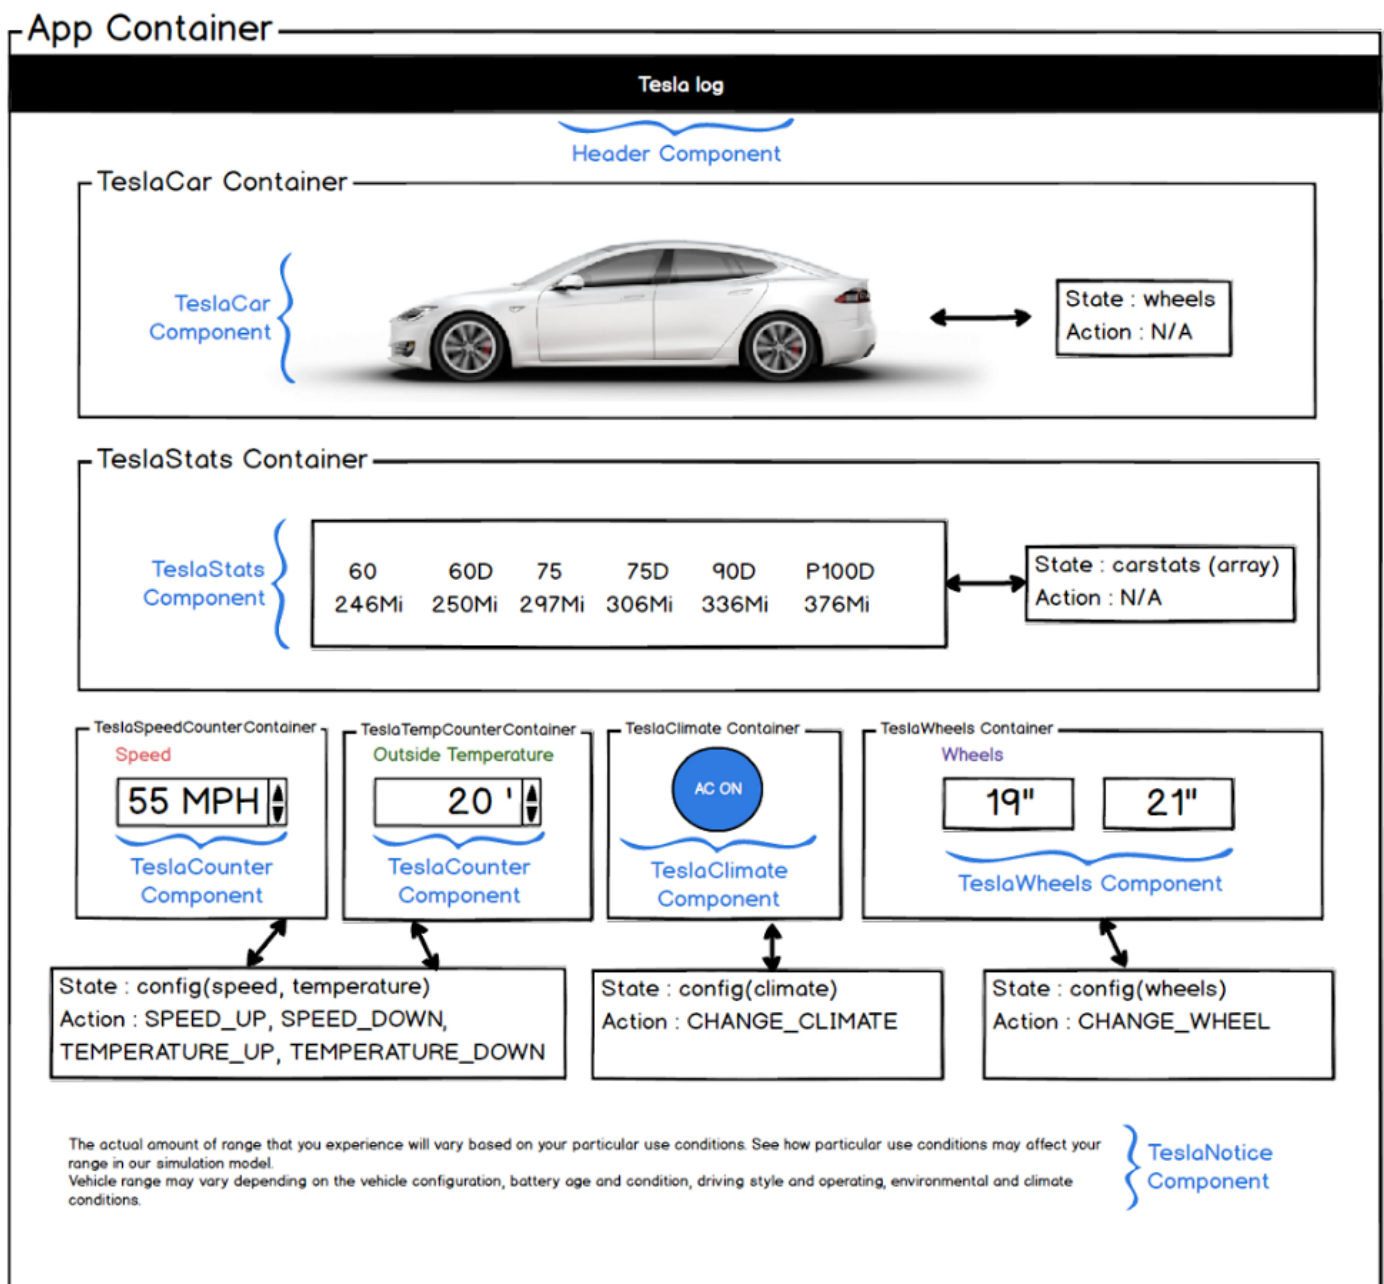 App Container
Tesla log
Header Component
TeslaCar Container
TeslaCar
Component
State : wheels
Action : N/A
TeslaStats Container
TeslaStats
Component
60 60D 75 75D 90D P100D
246Mi 250Mi 297Mi 306Mi 336Mi 376Mi
State : carstats (array)
Action : N/A
TeslaSpeedCounterContainer
Speed
55 MPH
TeslaCounter
Component
TeslaTempCounterContainer
Outside Temperature
20 '
TeslaCounter
Component
TeslaClimate Container
AC ON
TeslaClimate
Component
TeslaWheels Container
Wheels
19" 21"
TeslaWheels Component
State : config(speed, temperature)
Action : SPEED_UP, SPEED_DOWN,
TEMPERATURE_UP, TEMPERATURE_DOWN
State : config(climate)
Action : CHANGE_CLIMATE
State : config(wheels)
Action : CHANGE_WHEEL
The actual amount of range that you experience will vary based on your particular use conditions. See how particular use conditions may affect your
range in our simulation model.
Vehicle range may vary depending on the vehicle configuration, battery age and condition, driving style and operating, environmental and climate
conditions.
TeslaNotice
Component